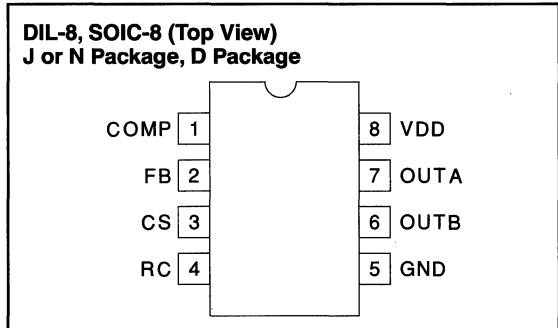 DIL-8, SOIC-8 (Top View)
J or N Package, D Package
COMP 1 8 VDD
FB 2 7 OUTA
CS 3 6 OUTB
RC 4 5 GND